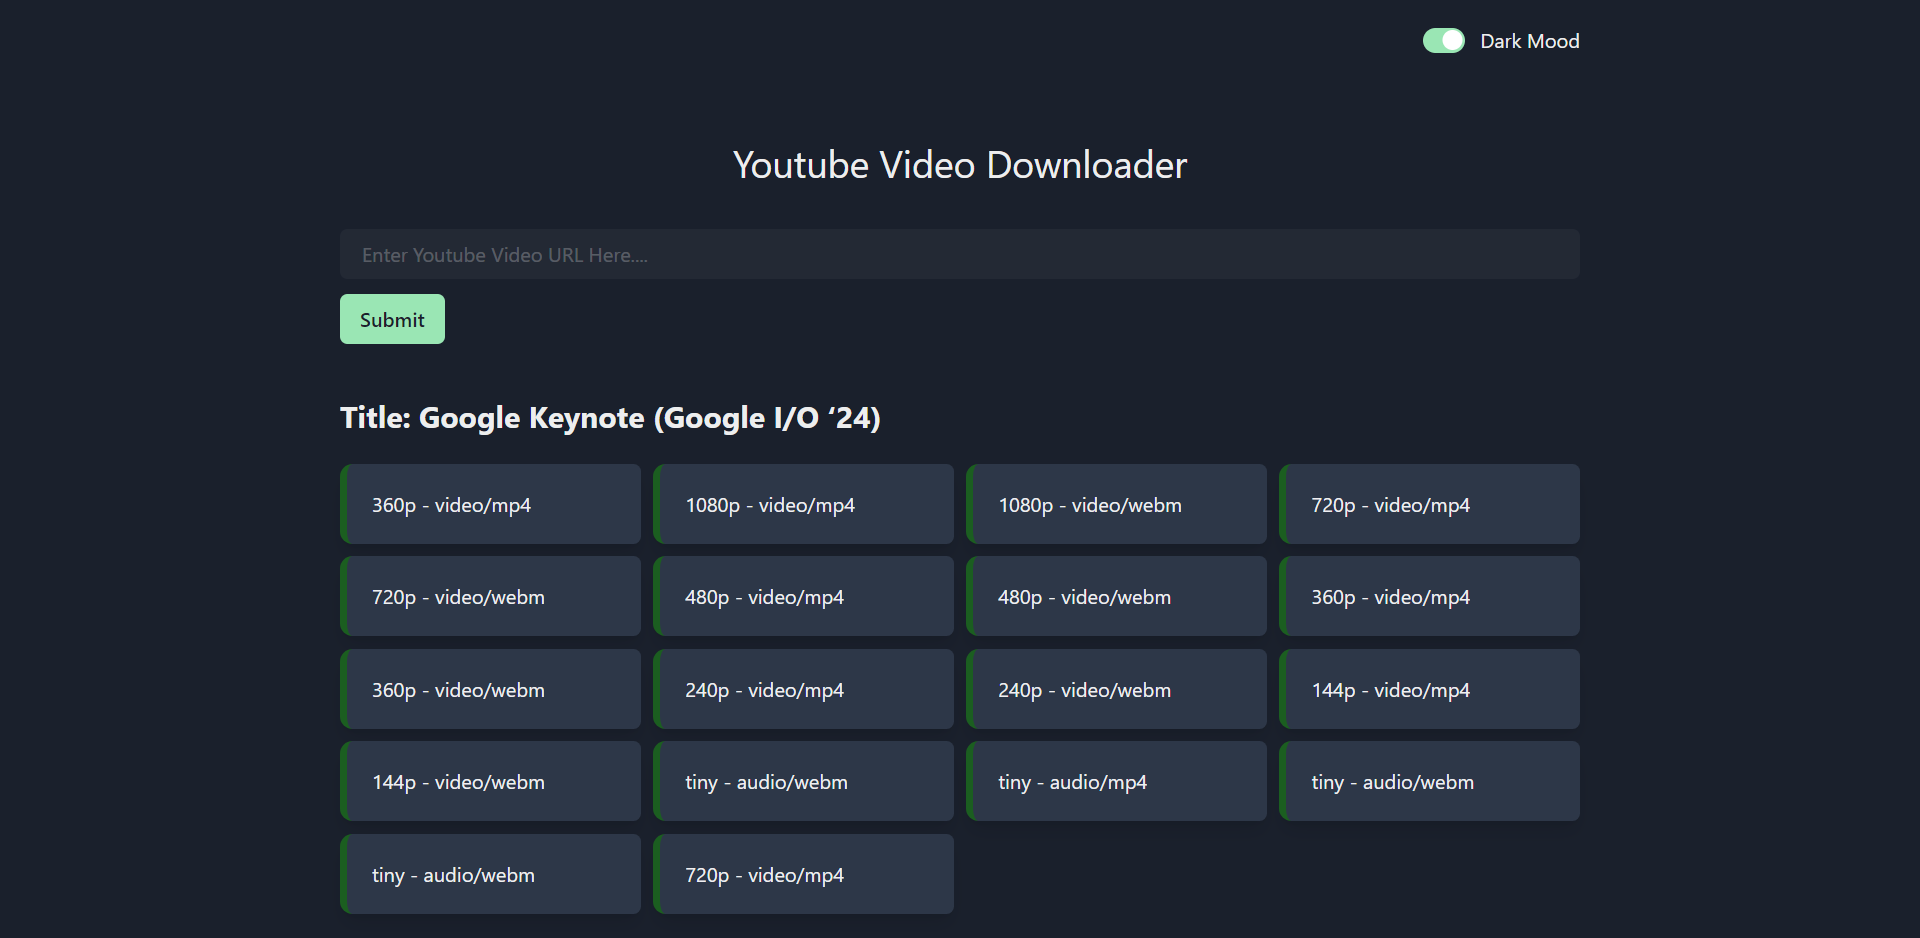 Dark Mood
Youtube Video Downloader
Enter Youtube Video URL Here....
Submit
Title: Google Keynote (Google I/O ‘24)
360p - video/mp4
1080p - video/mp4
1080p - video/webm
720p - video/mp4
720p - video/webm
480p - video/mp4
480p - video/webm
360p - video/mp4
360p - video/webm
240p - video/mp4
240p - video/webm
144p - video/mp4
144p - video/webm
tiny - audio/webm
tiny - audio/mp4
tiny - audio/webm
tiny - audio/webm
720p - video/mp4